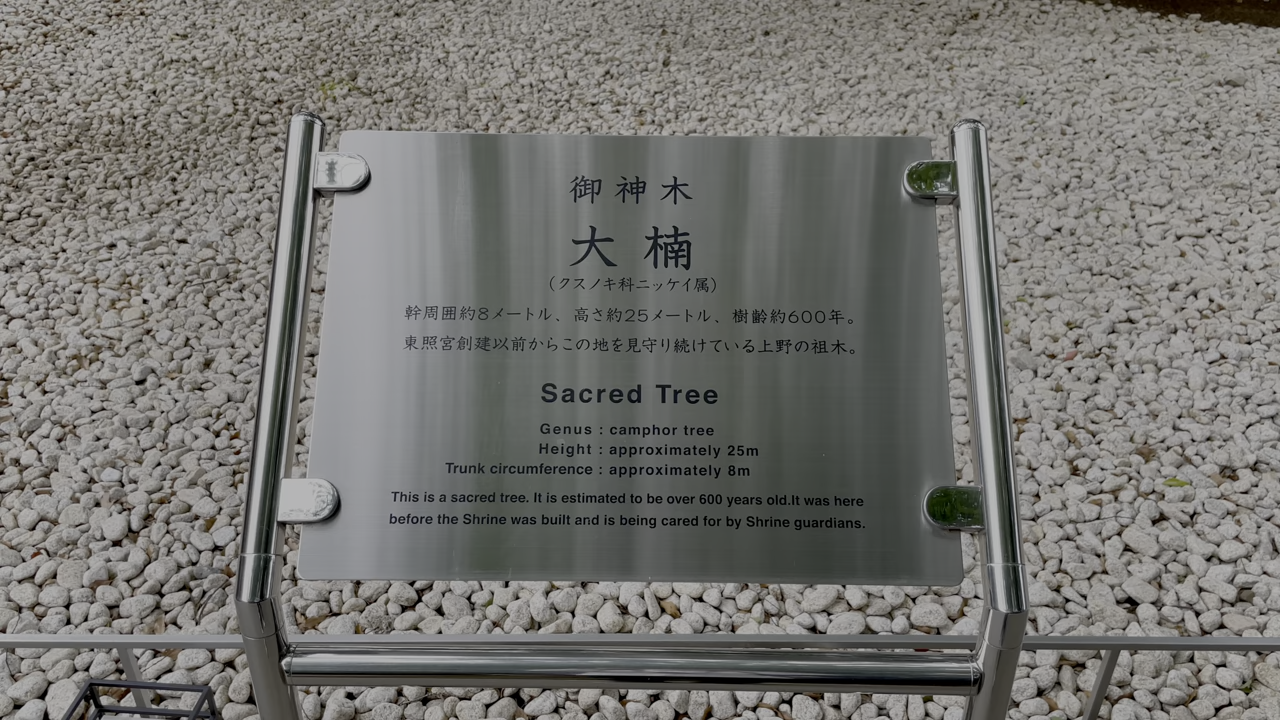 御神木
大楠
（クスノキ科ニッケイ属）
幹周囲約8メートル、高さ約25メートル、樹齢約600年。
東照宮創建以前からこの地を見守り続けている上野の祖木。
Sacred Tree
Genus : camphor tree
Height : approximately 25m
Trunk circumference : approximately 8m
This is a sacred tree. It is estimated to be over 600 years old.It was here
before the Shrine was built and is being cared for by Shrine guardians.